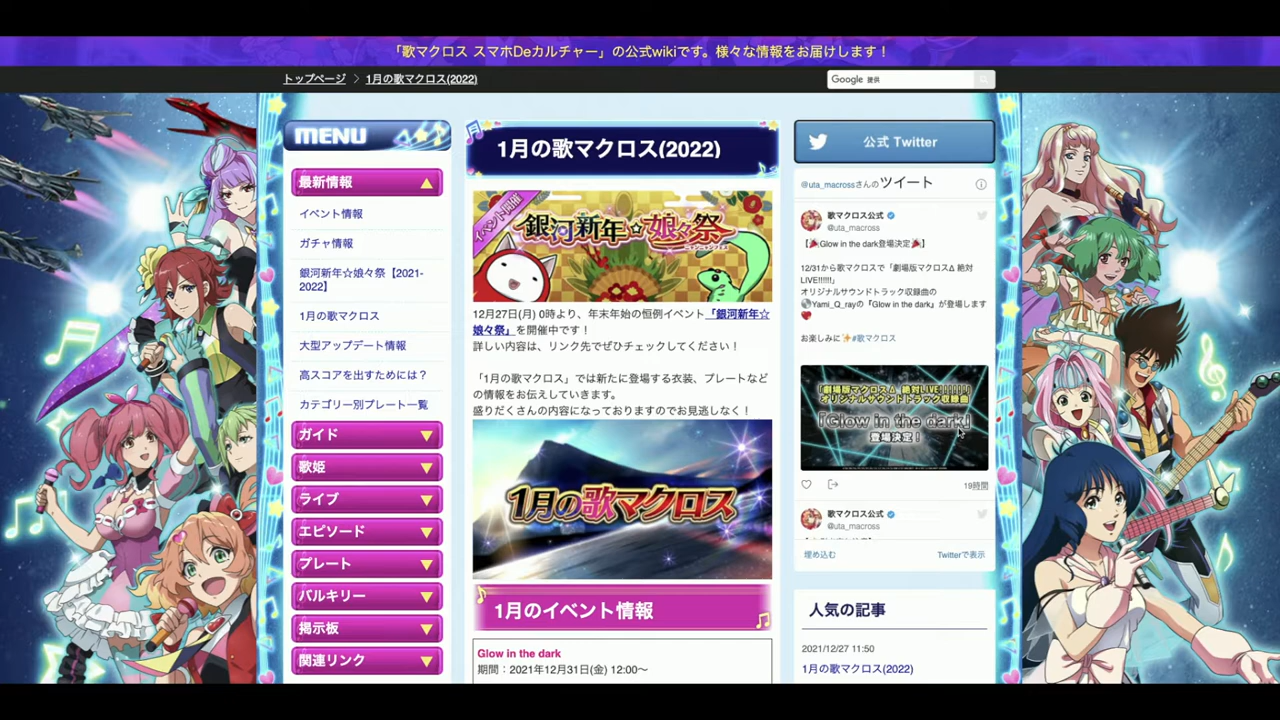 「歌マクロス スマホDeカルチャー」の公式wikiです。様々な情報をお届けします！
トップページ > 1月の歌マクロス(2022)
Google 提供
MENU
最新情報
イベント情報
ガチャ情報
銀河新年☆娘々祭【2021-
2022】
1月の歌マクロス
大型アップデート情報
高スコアを出すためには？
カテゴリー別プレート一覧
ガイド
歌姫
ライブ
エピソード
プレート
バルキリー
掲示板
関連リンク
1月の歌マクロス(2022)
イベント開催
銀河新年☆娘々祭
ニャンニャンフェス
12月27日(月) 0時より、年末年始の恒例イベント「銀河新年☆
娘々祭」を開催中です！
詳しい内容は、リンク先でぜひチェックしてください！
「1月の歌マクロス」では新たに登場する衣装、プレートなど
の情報をお伝えしていきます。
盛りだくさんの内容になっておりますのでお見逃しなく！
1月の歌マクロス
1月のイベント情報
Glow in the dark
期間：2021年12月31日(金) 12:00〜
公式 Twitter
@uta_macrossさんのツイート
歌マクロス公式
@uta_macross
【🎉Glow in the dark登場決定🎉】
12/31から歌マクロスで「劇場版マクロスΔ 絶対
LIVE!!!!!!」
オリジナルサウンドトラック収録曲の
💿Yami_Q_rayの『Glow in the dark』が登場します
❤️
お楽しみに✨#歌マクロス
「劇場版マクロスΔ 絶対LIVE!!!!!!」
オリジナルサウンドトラック収録曲
「Glow in the dark」
登場決定！
19時間
歌マクロス公式
@uta_macross
埋め込む
Twitterで表示
人気の記事
2021/12/27 11:50
1月の歌マクロス(2022)